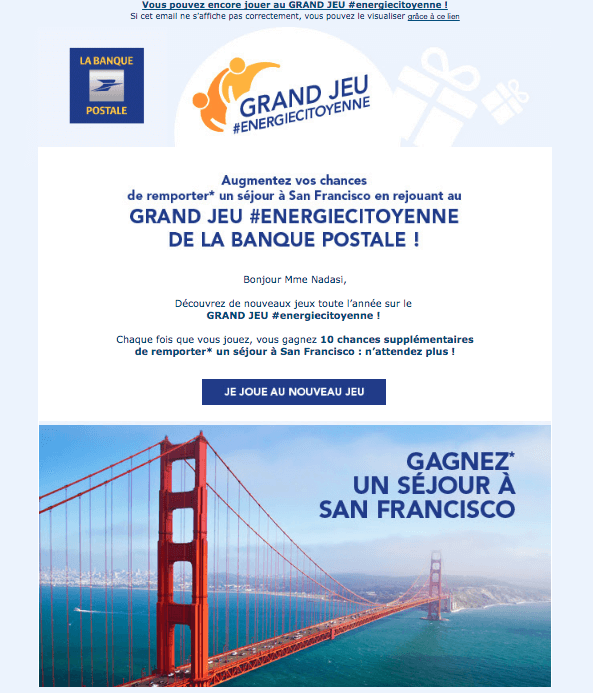 Vous pouvez encore jouer au GRAND JEU #energiecitoyenne !
Si cet email ne s'affiche pas correctement, vous pouvez le visualiser grâce à ce lien
LA BANQUE
POSTALE
GRAND JEU
#ENERGIECITOYENNE
Augmentez vos chances
de remporter* un séjour à San Francisco en rejouant au
GRAND JEU #ENERGIECITOYENNE
DE LA BANQUE POSTALE !
Bonjour Mme Nadasi,
Découvrez de nouveaux jeux toute l'année sur le
GRAND JEU #energiecitoyenne !
Chaque fois que vous jouez, vous gagnez 10 chances supplémentaires
de remporter* un séjour à San Francisco : n'attendez plus !
JE JOUE AU NOUVEAU JEU
GAGNEZ*
UN SÉJOUR À
SAN FRANCISCO